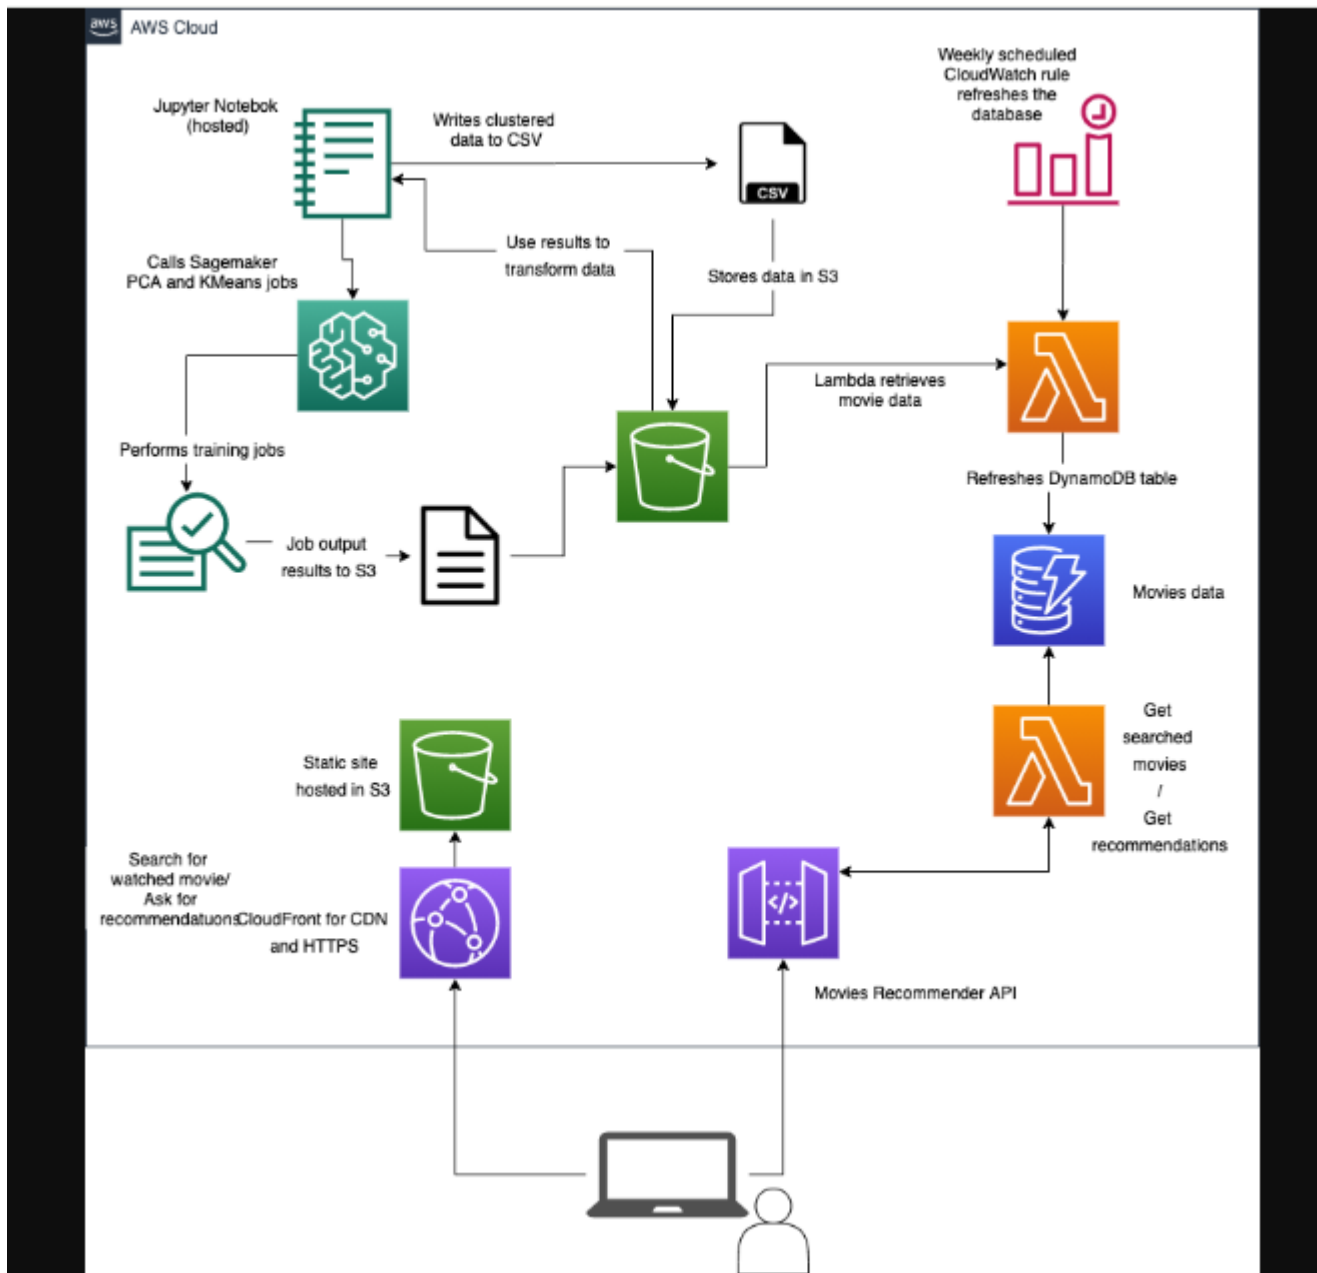 aws
AWS Cloud
Weekly scheduled
CloudWatch rule
refreshes the
database
Jupyter Notebok
(hosted)
Writes clustered
data to CSV
CSV
Use results to
transform data
Stores data in S3
Calls Sagemaker
PCA and KMeans jobs
Lambda retrieves
movie data
Performs training jobs
Refreshes DynamoDB table
Job output
results to S3
Movies data
Get
searched
movies
/
Get
recommendations
Static site
hosted in S3
Search for
watched movie/
Ask for
recommendatuons
CloudFront for CDN
and HTTPS
</>
Movies Recommender API